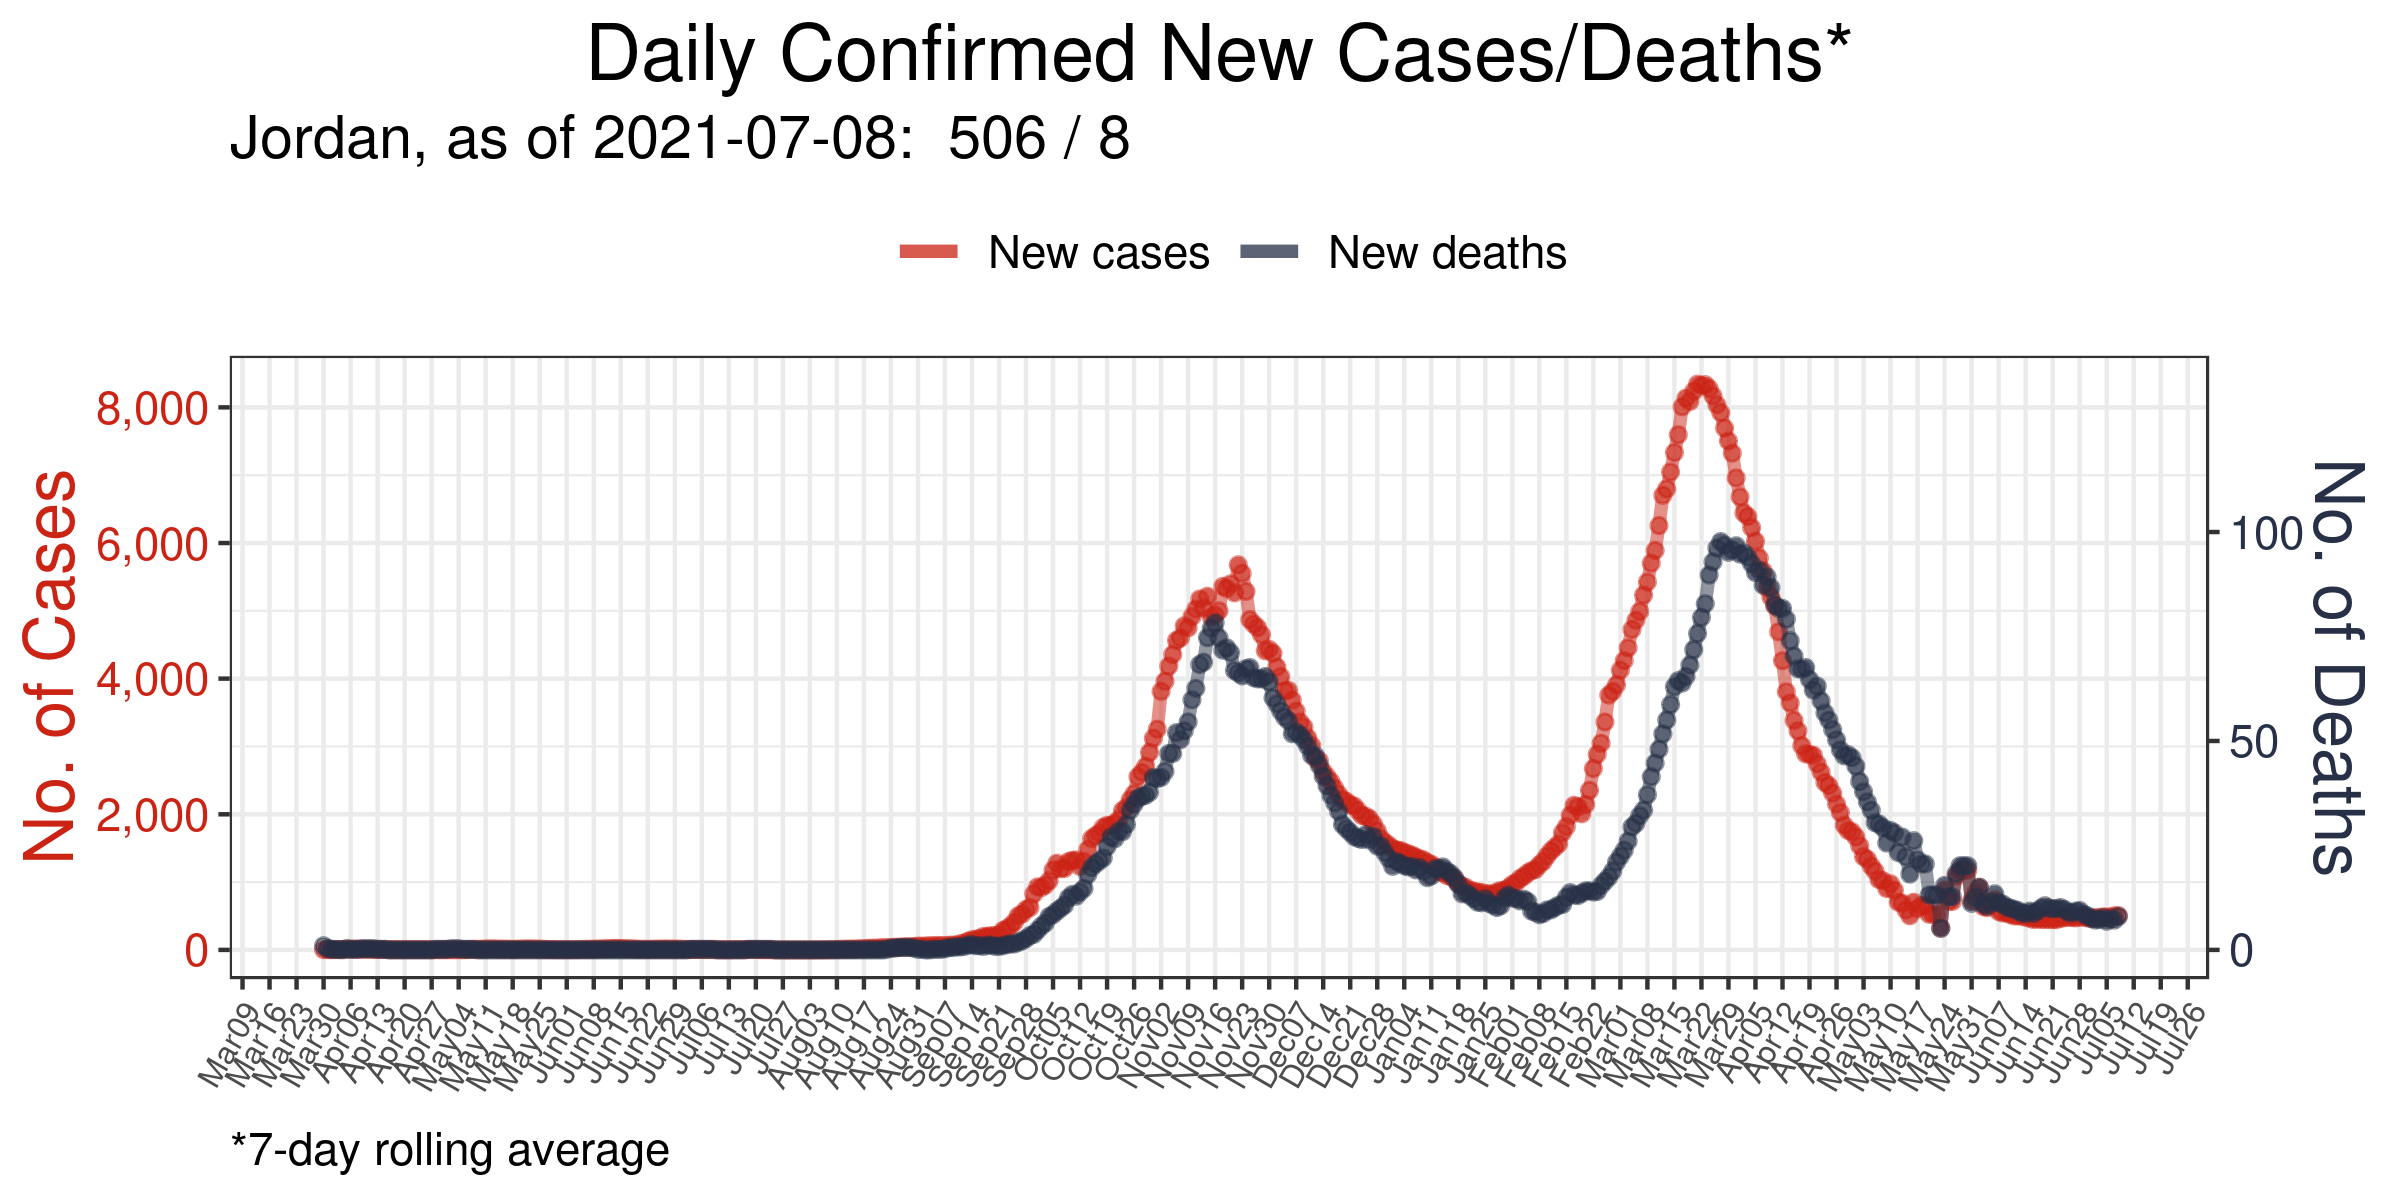 Daily Confirmed New Cases/Deaths*
Jordan, as of 2021-07-08:  506 / 8
New cases
New deaths
No. of Cases
8,000
6,000
4,000
2,000
0
100
50
0
No. of Deaths
Mar09
Mar16
Mar23
Mar30
Apr06
Apr13
Apr20
Apr27
May04
May11
May18
May25
Jun01
Jun08
Jun15
Jun22
Jun29
Jul06
Jul13
Jul20
Jul27
Aug03
Aug10
Aug17
Aug24
Aug31
Sep07
Sep14
Sep21
Sep28
Oct05
Oct12
Oct19
Oct26
Nov02
Nov09
Nov16
Nov23
Nov30
Dec07
Dec14
Dec21
Dec28
Jan04
Jan11
Jan18
Jan25
Feb01
Feb08
Feb15
Feb22
Mar01
Mar08
Mar15
Mar22
Mar29
Apr05
Apr12
Apr19
Apr26
May03
May10
May17
May24
May31
Jun07
Jun14
Jun21
Jun28
Jul05
Jul12
Jul19
Jul26
*7-day rolling average